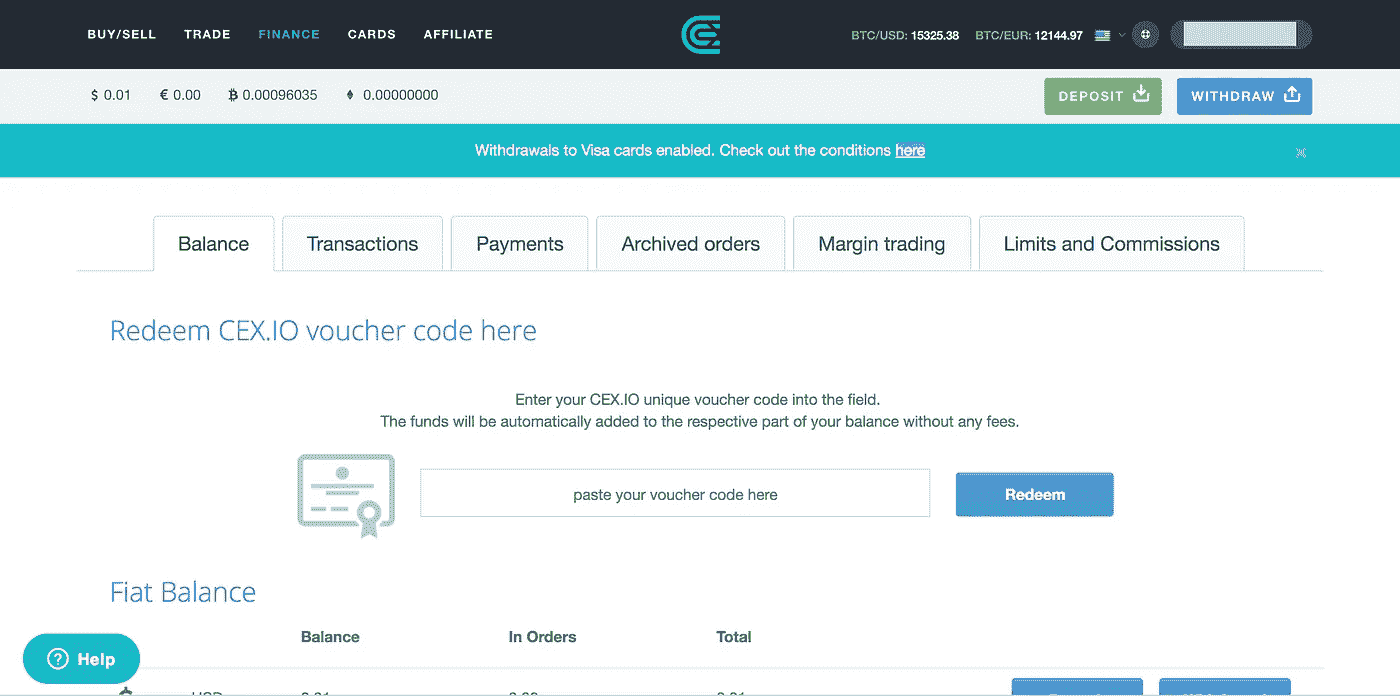 BUY/SELL TRADE FINANCE CARDS AFFILIATE BTC/USD: 15325.38 BTC/EUR: 12144.97
$ 0.01 € 0.00 ₿ 0.00096035 0.00000000 DEPOSIT WITHDRAW
Withdrawals to Visa cards enabled. Check out the conditions here
Balance Transactions Payments Archived orders Margin trading Limits and Commissions
Redeem CEX.IO voucher code here
Enter your CEX.IO unique voucher code into the field.
The funds will be automatically added to the respective part of your balance without any fees.
paste your voucher code here Redeem
Fiat Balance
Balance In Orders Total
Help